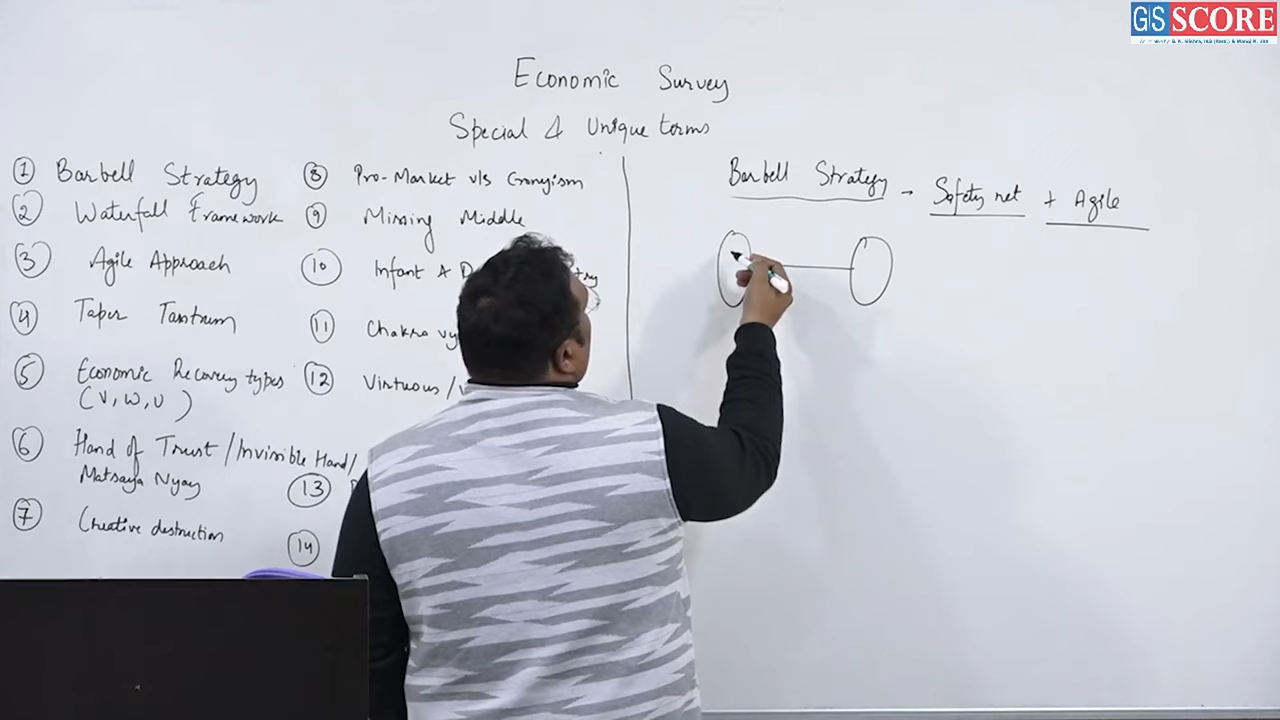 GS SCORE
Economic Survey
Special & Unique terms
① Barbell Strategy
② Waterfall Framework
③ Agile Approach
④ Taper Tantrum
⑤ Economic Recovery types
(V, W, U)
⑥ Hand of Trust / Invisible Hand /
Matsaya Nyay
⑦ Creative destruction
⑧ Pro-Market v/s Cronyism
⑨ Missing Middle
⑩ Infant &
⑪ Chakra
⑫ Virtuous /
⑬
⑭
Barbell Strategy - Safety net + Agile